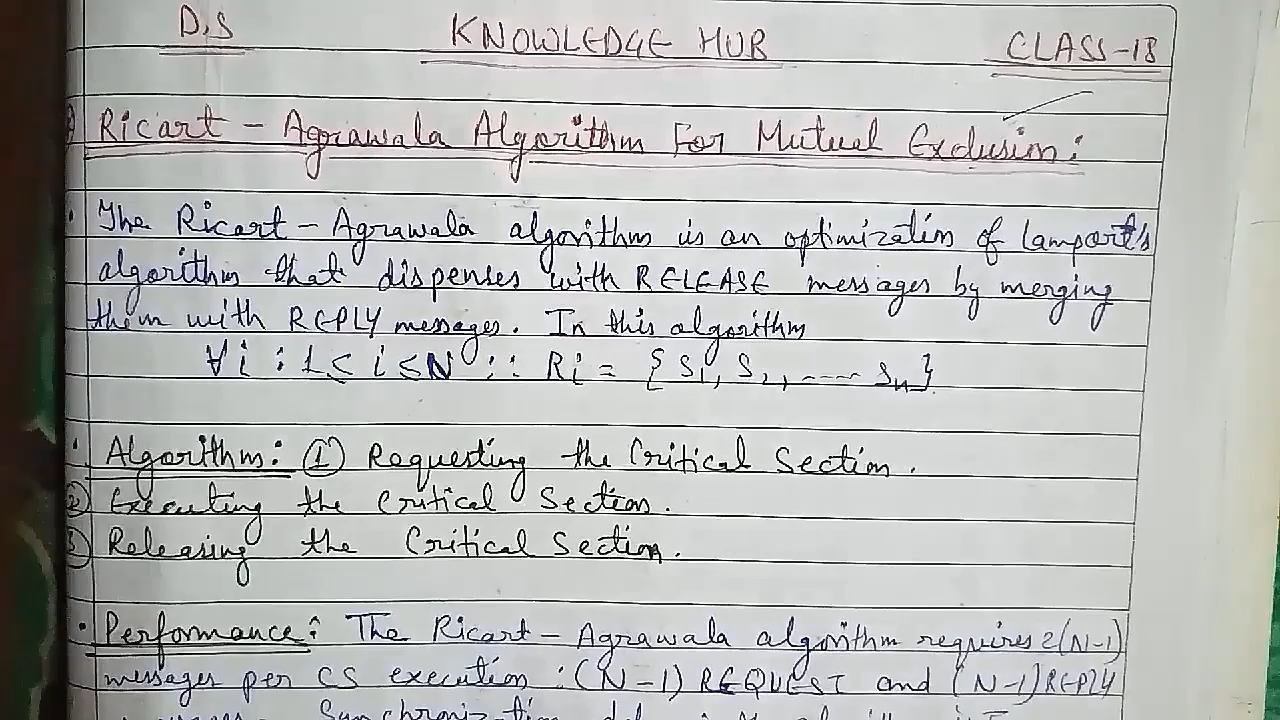 D.S KNOWLEDGE HUB CLASS-18
Ricart - Agrawala Algorithm For Mutual Exclusion:
• The Ricart - Agrawala algorithm is an optimization of Lamport's
algorithm that dispenses with RELEASE messages by merging
them with REPLY messages. In this algorithm
∀i : 1 ≤ i ≤ N :: Ri = {S1, S2, ---- Sn}
• Algorithm: ① Requesting the Critical Section.
② Executing the Critical Section.
③ Releasing the Critical Section.
• Performance: The Ricart - Agrawala algorithm requires 2(N-1)
messages per CS execution : (N-1) REQUEST and (N-1) REPLY
Synchronization